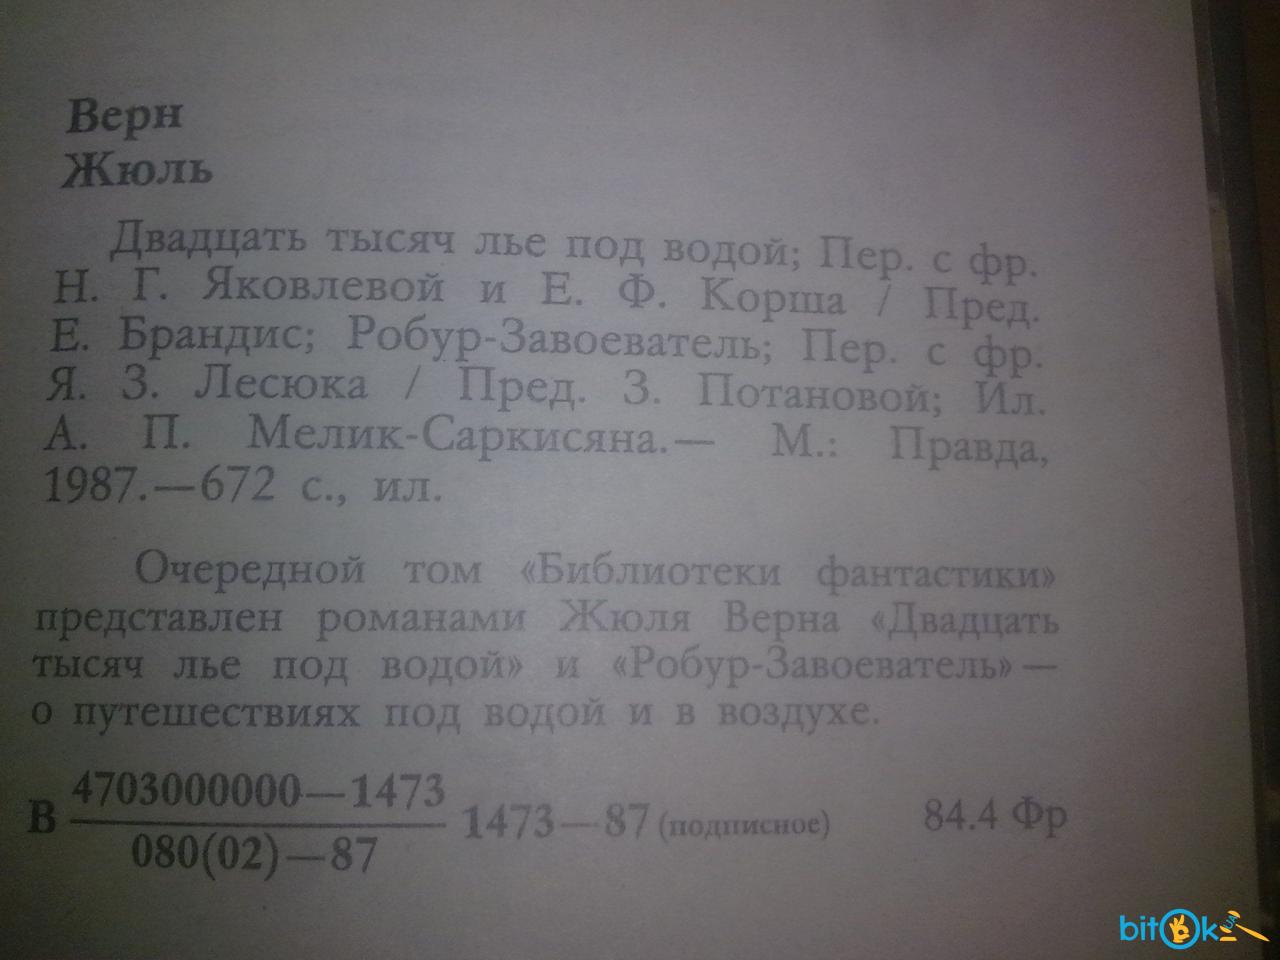 Верн
Жюль
Двадцать тысяч лье под водой; Пер. с фр.
Н. Г. Яковлевой и Е. Ф. Корша / Пред.
Е. Брандис; Робур-Завоеватель; Пер. с фр.
Я. З. Лесюка / Пред. З. Потановой; Ил.
А. П. Мелик-Саркисяна.— М.: Правда,
1987.—672 с., ил.
Очередной том «Библиотеки фантастики»
представлен романами Жюля Верна «Двадцать
тысяч лье под водой» и «Робур-Завоеватель» —
о путешествиях под водой и в воздухе.
4703000000—1473
В 1473—87 (подписное) 84.4 Фр
080(02)—87
bitOk UA